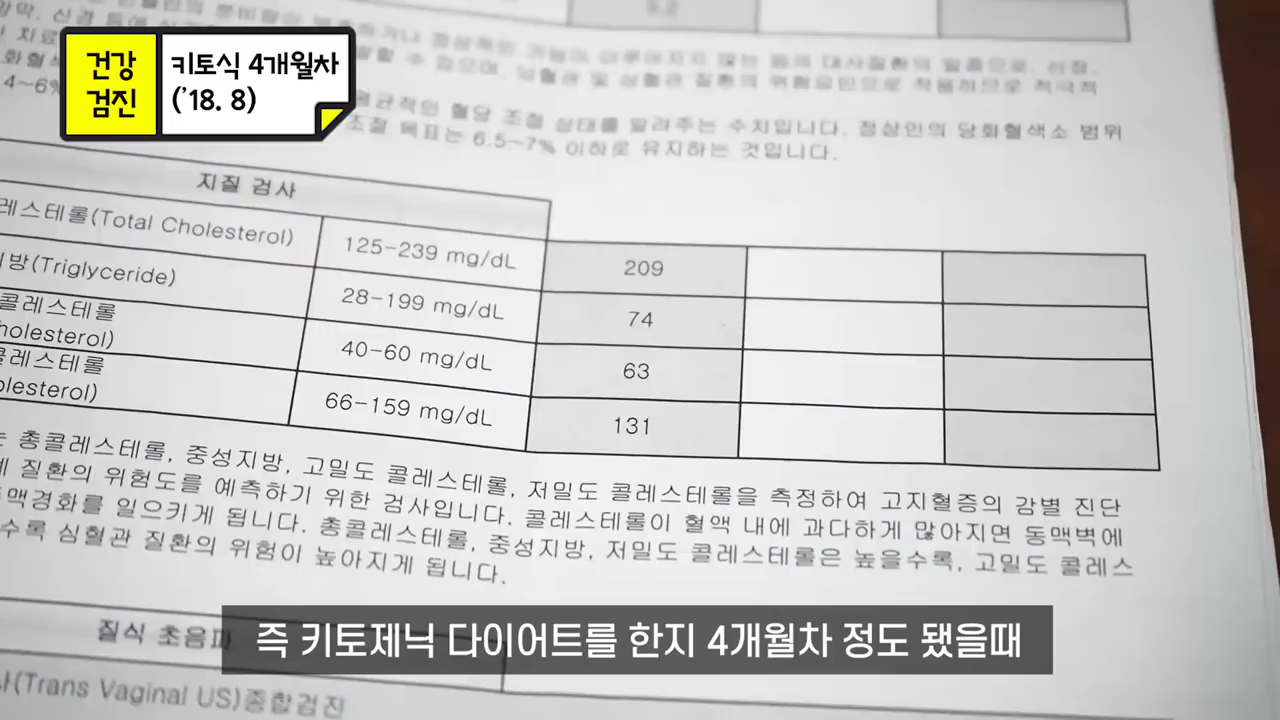 건강
검진
키토식 4개월차
('18. 8)
5.2
4~6%
평균적인 혈당 조절 상태를 알려주는 수치입니다. 정상인의 당화혈색소 범위
조절 목표는 6.5~7% 이하로 유지하는 것입니다.
지질 검사
레스테롤(Total Cholesterol) 125-239 mg/dL 209
방(Triglyceride) 28-199 mg/dL 74
콜레스테롤
holesterol) 40-60 mg/dL 63
콜레스테롤
olesterol) 66-159 mg/dL 131
는 총콜레스테롤, 중성지방, 고밀도 콜레스테롤, 저밀도 콜레스테롤을 측정하여 고지혈증의 감별 진단
질환의 위험도를 예측하기 위한 검사입니다. 콜레스테롤이 혈액 내에 과다하게 많아지면 동맥벽에
맥경화를 일으키게 됩니다. 총콜레스테롤, 중성지방, 저밀도 콜레스테롤은 높을수록, 고밀도 콜레스
수록 심혈관 질환의 위험이 높아지게 됩니다.
질식 초음파
(Trans Vaginal US)종합검진
즉 키토제닉 다이어트를 한지 4개월차 정도 됐을때